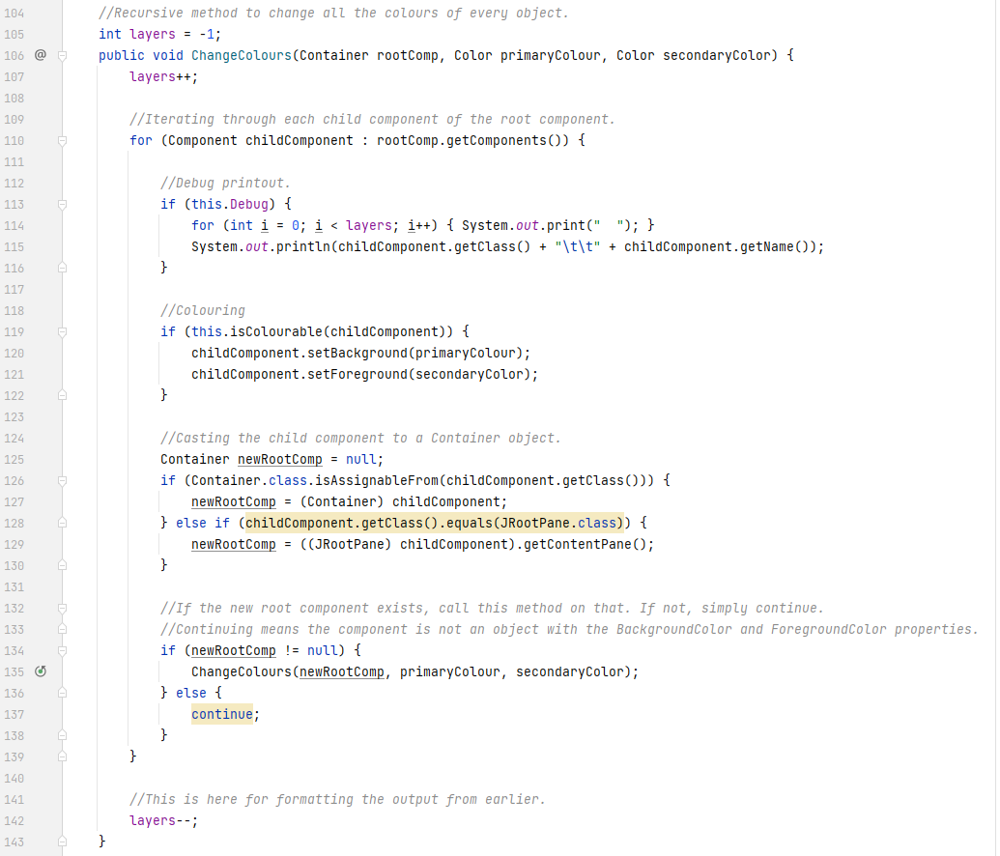 104 //Recursive method to change all the colours of every object.
105 int layers = -1;
106 @ public void ChangeColours(Container rootComp, Color primaryColour, Color secondaryColor) {
107 layers++;
108
109 //Iterating through each child component of the root component.
110 for (Component childComponent : rootComp.getComponents()) {
111
112 //Debug printout.
113 if (this.Debug) {
114 for (int i = 0; i < layers; i++) { System.out.print("  "); }
115 System.out.println(childComponent.getClass() + "\t\t" + childComponent.getName());
116 }
117
118 //Colouring
119 if (this.isColourable(childComponent)) {
120 childComponent.setBackground(primaryColour);
121 childComponent.setForeground(secondaryColor);
122 }
123
124 //Casting the child component to a Container object.
125 Container newRootComp = null;
126 if (Container.class.isAssignableFrom(childComponent.getClass())) {
127 newRootComp = (Container) childComponent;
128 } else if (childComponent.getClass().equals(JRootPane.class)) {
129 newRootComp = ((JRootPane) childComponent).getContentPane();
130 }
131
132 //If the new root component exists, call this method on that. If not, simply continue.
133 //Continuing means the component is not an object with the BackgroundColor and ForegroundColor properties.
134 if (newRootComp != null) {
135 ChangeColours(newRootComp, primaryColour, secondaryColor);
136 } else {
137 continue;
138 }
139 }
140
141 //This is here for formatting the output from earlier.
142 layers--;
143 }